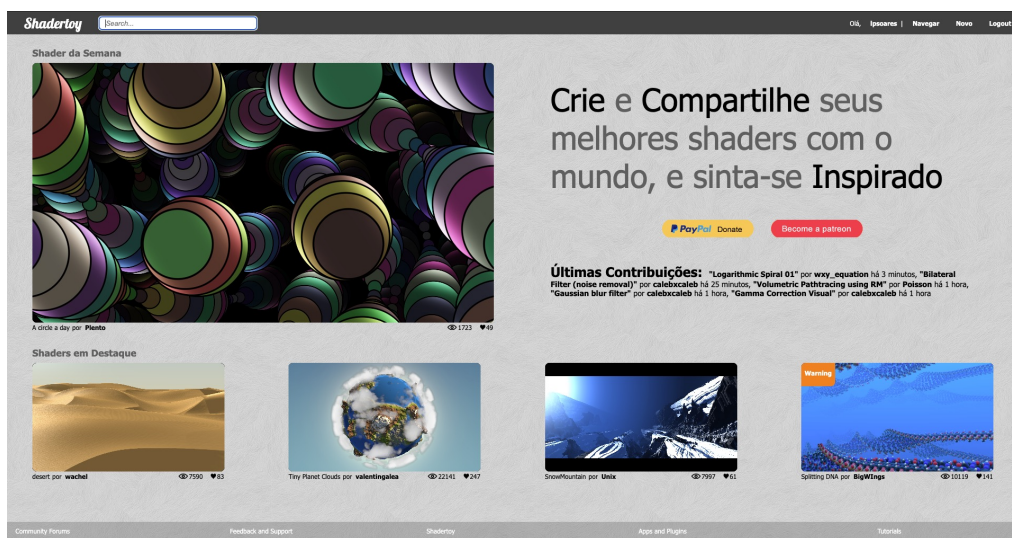 Shadertoy Search... Olá, lpsoares | Navegar Novo Logout
Shader da Semana
Crie e Compartilhe seus
melhores shaders com o
mundo, e sinta-se Inspirado
PayPal Donate Become a patreon
Últimas Contribuições: "Logarithmic Spiral 01" por wxy_equation há 3 minutos, "Bilateral
Filter (noise removal)" por calebxcaleb há 25 minutos, "Volumetric Pathtracing using RM" por Poisson há 1 hora,
"Gaussian blur filter" por calebxcaleb há 1 hora, "Gamma Correction Visual" por calebxcaleb há 1 hora
A circle a day por Plento 1723 ♥49
Shaders em Destaque
Warning
desert por wachel 7590 ♥83
Tiny Planet Clouds por valentingalea 22141 ♥247
SnowMountain por Unix 7997 ♥61
Splitting DNA por BigWIngs 10119 ♥141
Community Forums Feedback and Support Shadertoy Apps and Plugins Tutorials